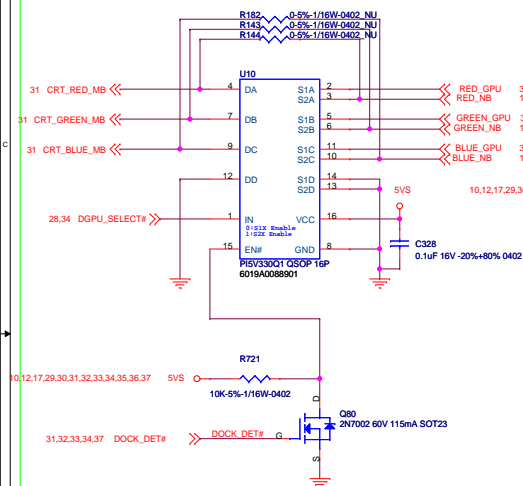 R182 0-5%-1/16W-0402_NU
R143 0-5%-1/16W-0402_NU
R144 0-5%-1/16W-0402_NU
U10
31 CRT_RED_MB 4 DA S1A 2 RED_GPU 3
S2A 3 RED_NB 1
31 CRT_GREEN_MB 7 DB S1B 5 GREEN_GPU 3
S2B 6 GREEN_NB 1
C
31 CRT_BLUE_MB 9 DC S1C 11 BLUE_GPU 3
S2C 10 BLUE_NB 1
12 DD S1D 14
S2D 13 5VS 10,12,17,29,30
28,34 DGPU_SELECT# 1 IN VCC 16
0:S1X Enable
1:S2X Enable
15 EN# GND 8 C328
0.1uF 16V -20%+80% 0402
PI5V330Q1 QSOP 16P
6019A0088901
R721
10,12,17,29,30,31,32,33,34,35,36,37 5VS
10K-5%-1/16W-0402
D
Q80
2N7002 60V 115mA SOT23
31,32,33,34,37 DOCK_DET# DOCK_DET# G
S